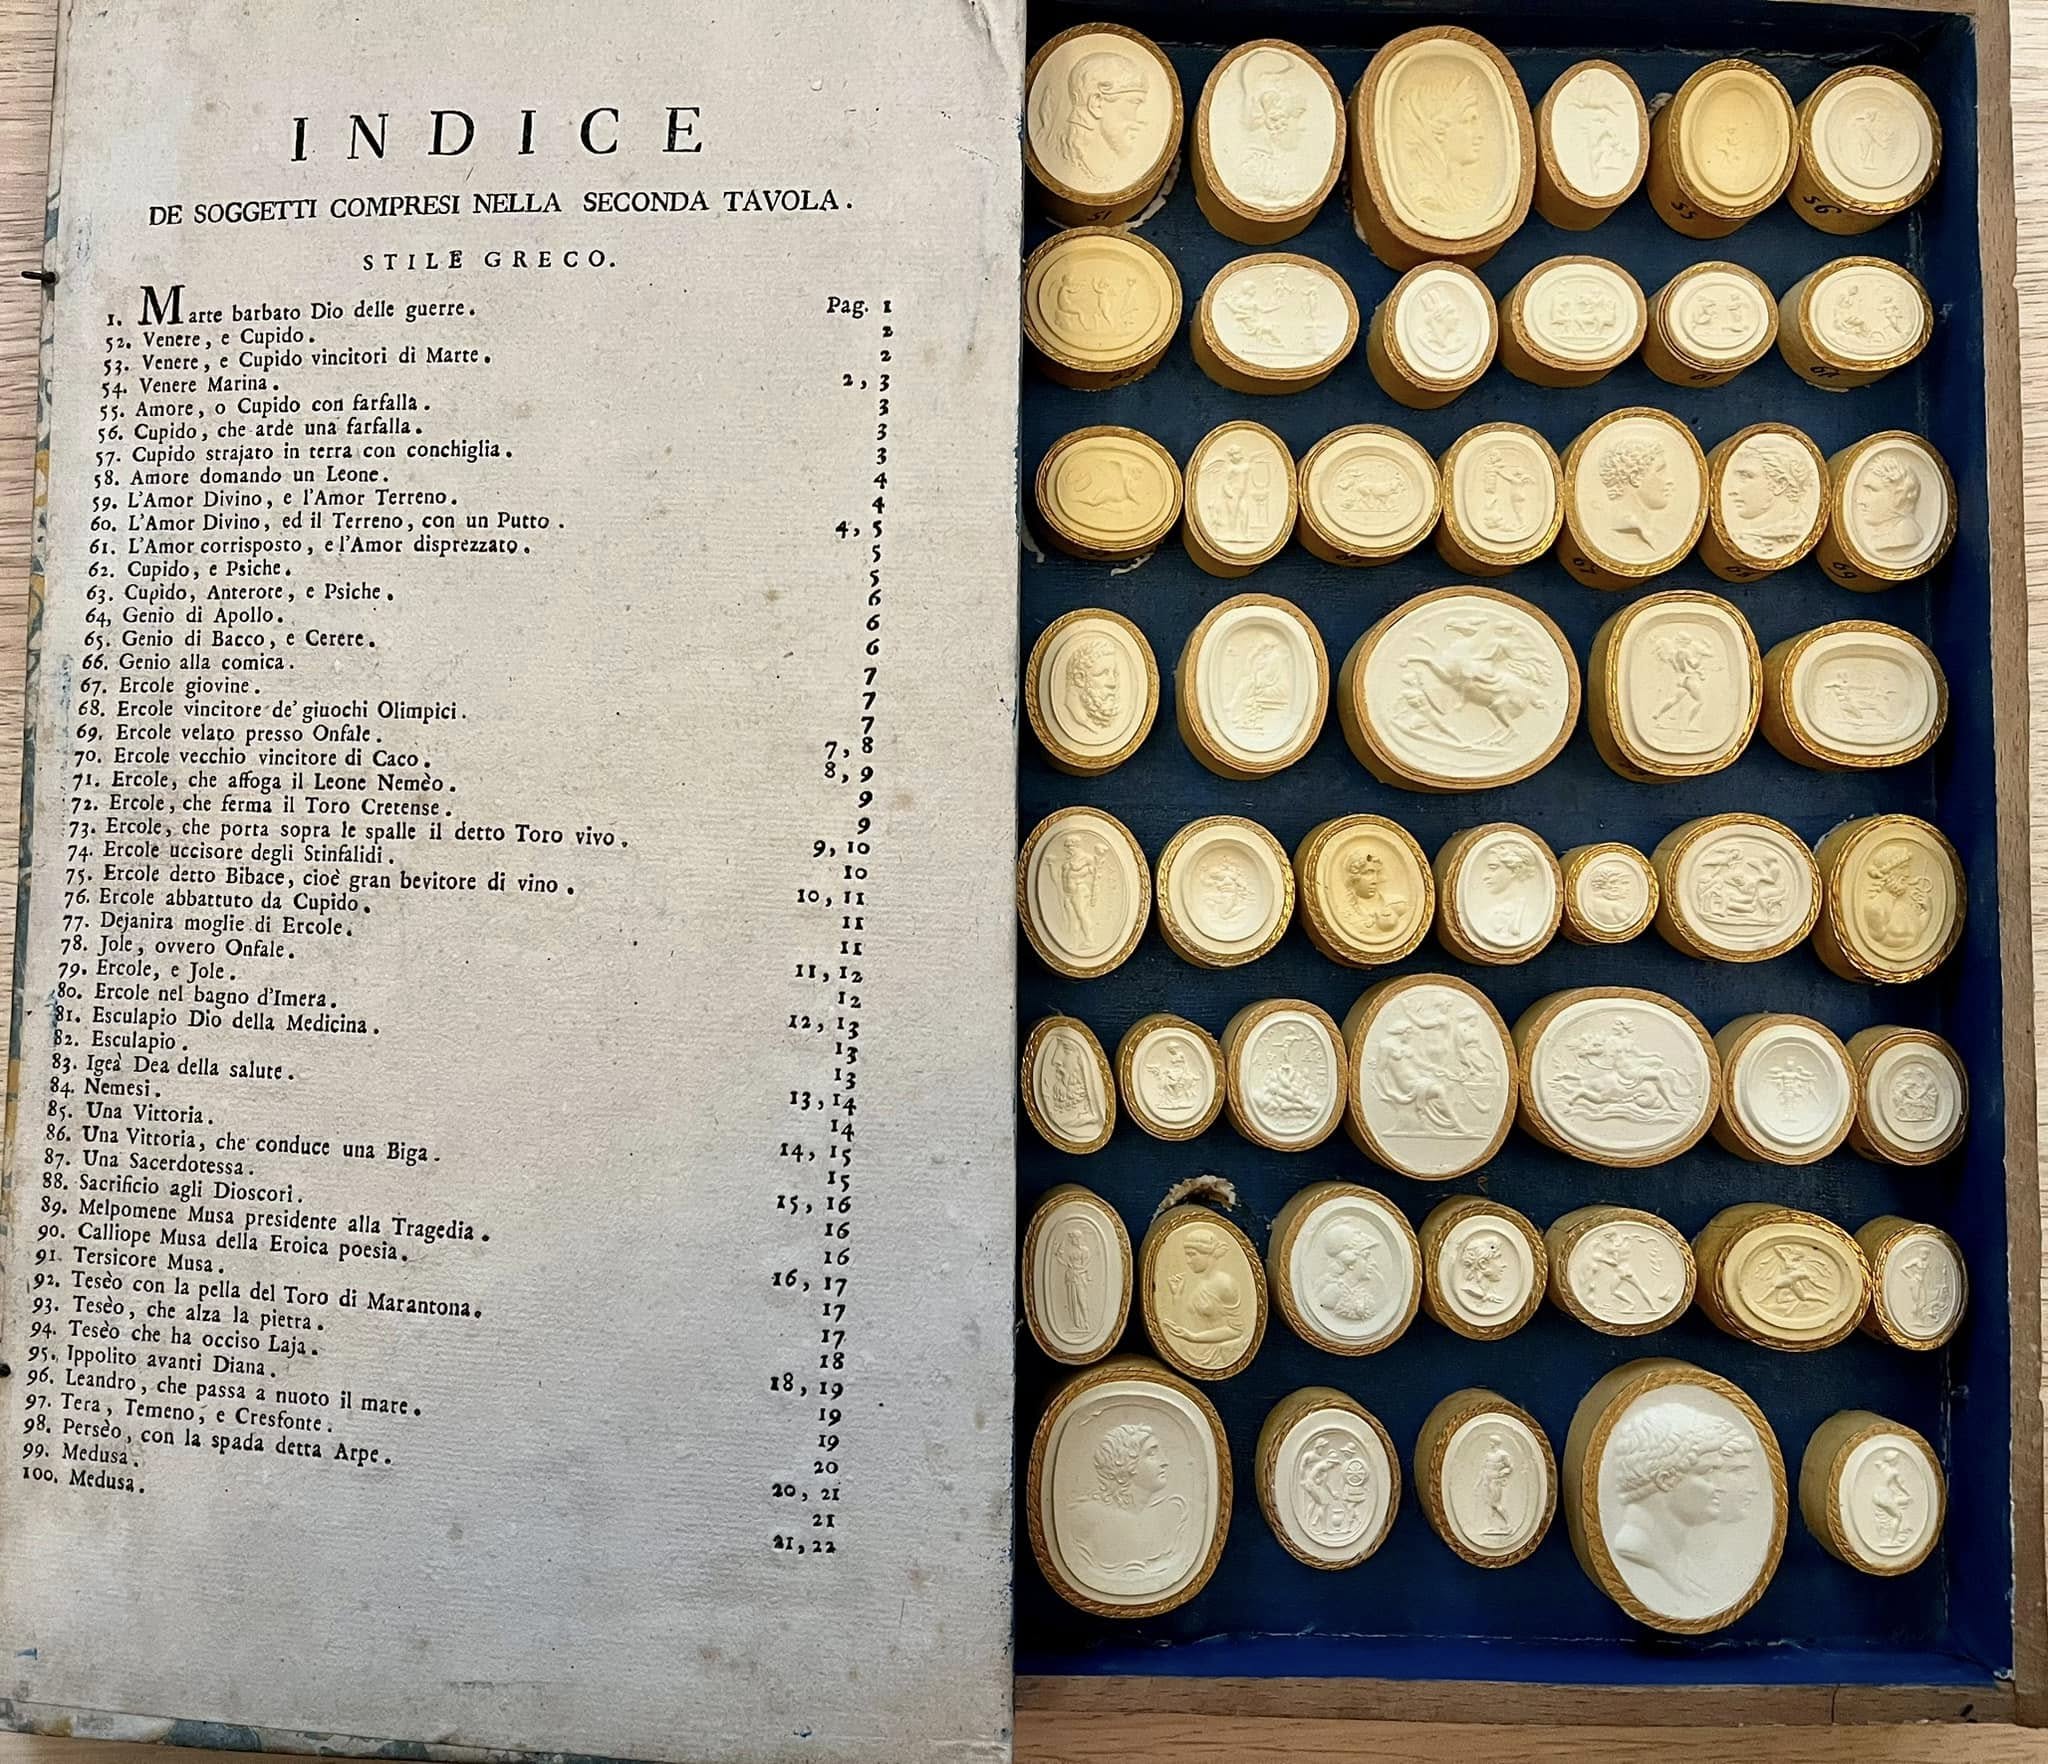 INDICE
DE SOGGETTI COMPRESI NELLA SECONDA TAVOLA.
STILE GRECO.
1. Marte barbato Dio delle guerre. Pag. 1
52. Venere, e Cupido. 2
53. Venere, e Cupido vincitori di Marte. 2
54. Venere Marina. 2, 3
55. Amore, o Cupido con farfalla. 3
56. Cupido, che arde una farfalla. 3
57. Cupido strajato in terra con conchiglia. 3
58. Amore domando un Leone. 4
59. L'Amor Divino, e l'Amor Terreno. 4
60. L'Amor Divino, ed il Terreno, con un Putto. 4, 5
61. L'Amor corrisposto, e l'Amor disprezzato. 5
62. Cupido, e Psiche. 5
63. Cupido, Anterote, e Psiche. 6
64, Genio di Apollo. 6
65. Genio di Bacco, e Cerere. 6
66. Genio alla comica. 7
67. Ercole giovine. 7
68. Ercole vincitore de' giuochi Olimpici. 7
69. Ercole velato presso Onfale. 7, 8
70. Ercole vecchio vincitore di Caco. 8, 9
71. Ercole, che affoga il Leone Nemèo. 9
72. Ercole, che ferma il Toro Cretense. 9
73. Ercole, che porta sopra le spalle il detto Toro vivo. 9, 10
74. Ercole uccisore degli Stinfalidi. 10
75. Ercole detto Bibace, cioè gran bevitore di vino. 10, 11
76. Ercole abbattuto da Cupido. 11
77. Dejanira moglie di Ercole. 11
78. Jole, ovvero Onfale. 11, 12
79. Ercole, e Jole. 12
80. Ercole nel bagno d'Imera. 12, 13
81. Esculapio Dio della Medicina. 13
82. Esculapio. 13
83. Igeà Dea della salute. 13, 14
84. Nemesi. 14
85. Una Vittoria. 14, 15
86. Una Vittoria, che conduce una Biga. 15
87. Una Sacerdotessa. 15, 16
88. Sacrificio agli Dioscori. 16
89. Melpomene Musa presidente alla Tragedia. 16
90. Calliope Musa della Eroica poesia. 16, 17
91. Tersicore Musa. 17
92. Tesèo con la pella del Toro di Marantona. 17
93. Tesèo, che alza la pietra. 18
94. Tesèo che ha occiso Laja. 18, 19
95. Ippolito avanti Diana. 19
96. Leandro, che passa a nuoto il mare. 19
97. Tera, Temeno, e Cresfonte. 20
98. Persèo, con la spada detta Arpe. 20, 21
99. Medusa. 21
100. Medusa. 21, 22
51
55
56
61
62
67
68
69